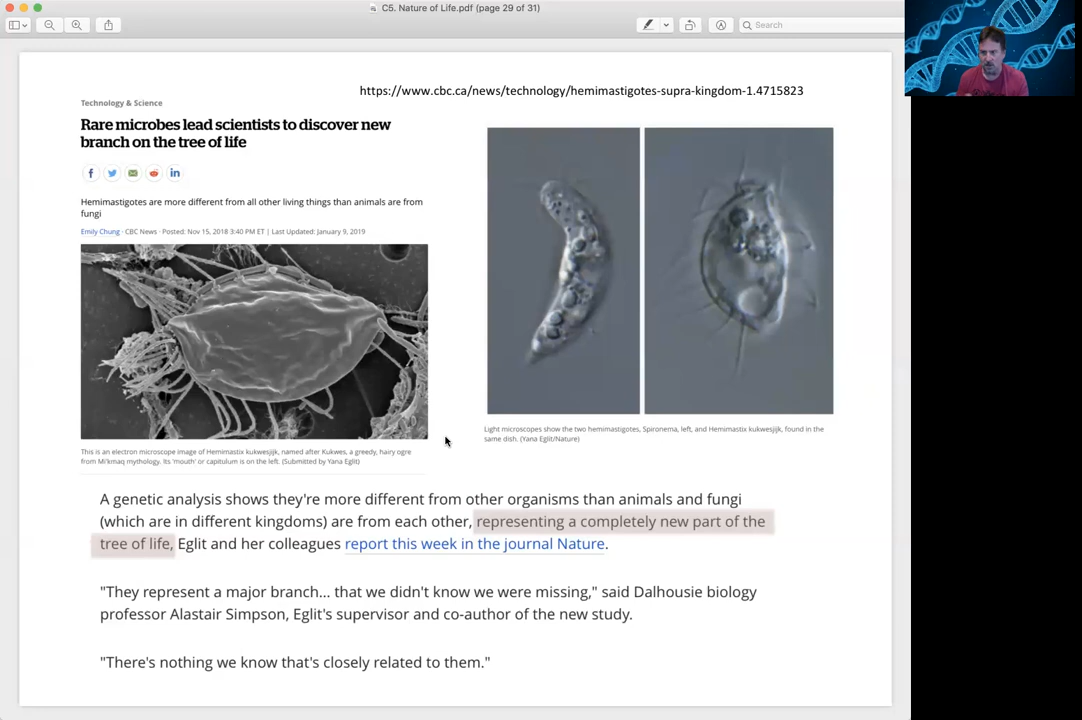 C5. Nature of Life.pdf (page 29 of 31)
Search
https://www.cbc.ca/news/technology/hemimastigotes-supra-kingdom-1.4715823
Technology & Science
Rare microbes lead scientists to discover new
branch on the tree of life
Hemimastigotes are more different from all other living things than animals are from
fungi
Emily Chung · CBC News · Posted: Nov 15, 2018 3:40 PM ET | Last Updated: January 9, 2019
This is an electron microscope image of Hemimastix kukwesjijk, named after Kukwes, a greedy, hairy ogre
from Mi'kmaq mythology. Its 'mouth' or capitulum is on the left. (Submitted by Yana Eglit)
Light microscopes show the two hemimastigotes, Spironema, left, and Hemimastix kukwesjijk, found in the
same dish. (Yana Eglit/Nature)
A genetic analysis shows they're more different from other organisms than animals and fungi
(which are in different kingdoms) are from each other, representing a completely new part of the
tree of life, Eglit and her colleagues report this week in the journal Nature.
"They represent a major branch… that we didn't know we were missing," said Dalhousie biology
professor Alastair Simpson, Eglit's supervisor and co-author of the new study.
"There's nothing we know that's closely related to them."